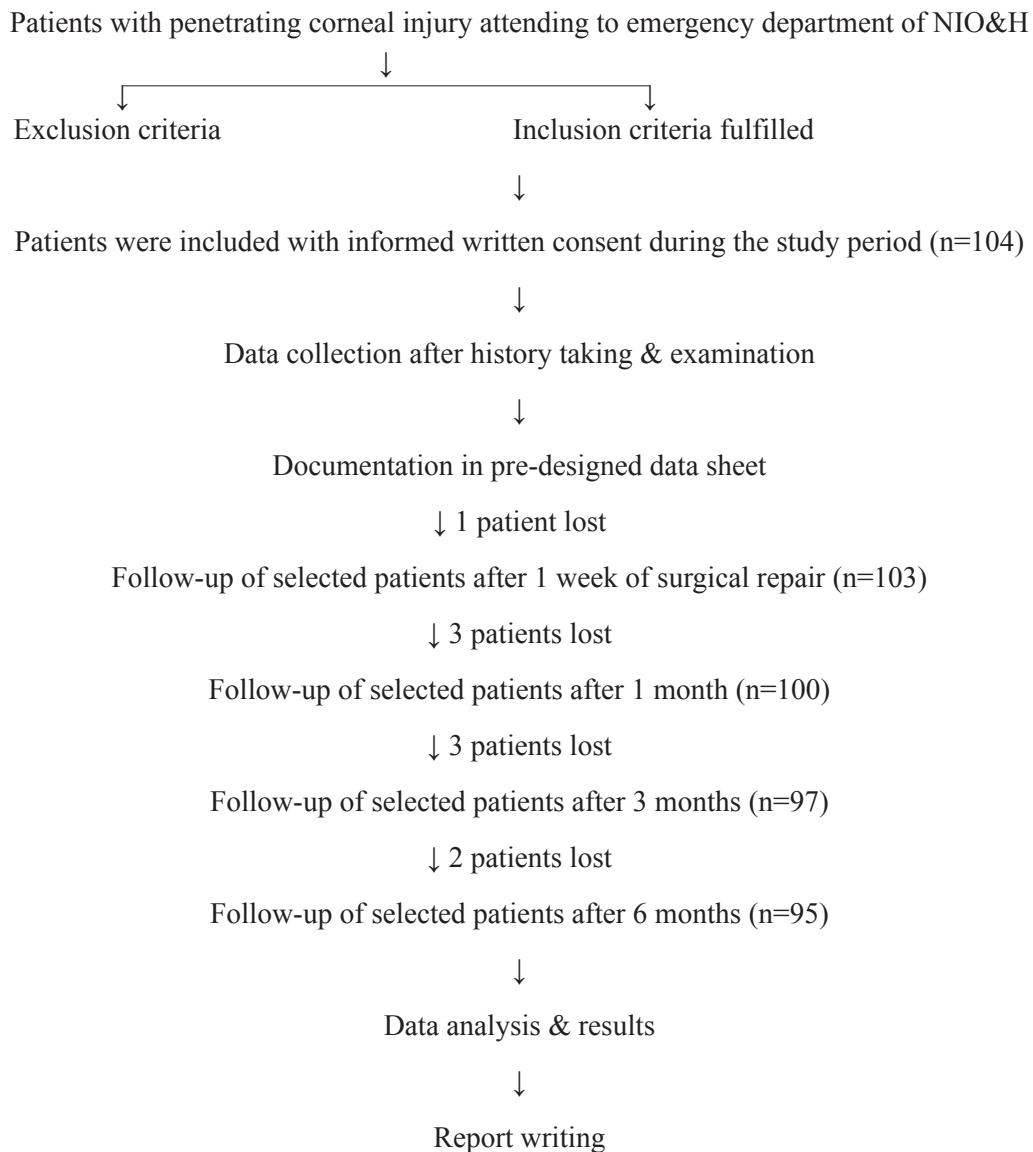 Patients with penetrating corneal injury attending to emergency department of NIO&H
↓
↓ ↓
Exclusion criteria Inclusion criteria fulfilled
↓
Patients were included with informed written consent during the study period (n=104)
↓
Data collection after history taking & examination
↓
Documentation in pre-designed data sheet
↓ 1 patient lost
Follow-up of selected patients after 1 week of surgical repair (n=103)
↓ 3 patients lost
Follow-up of selected patients after 1 month (n=100)
↓ 3 patients lost
Follow-up of selected patients after 3 months (n=97)
↓ 2 patients lost
Follow-up of selected patients after 6 months (n=95)
↓
Data analysis & results
↓
Report writing